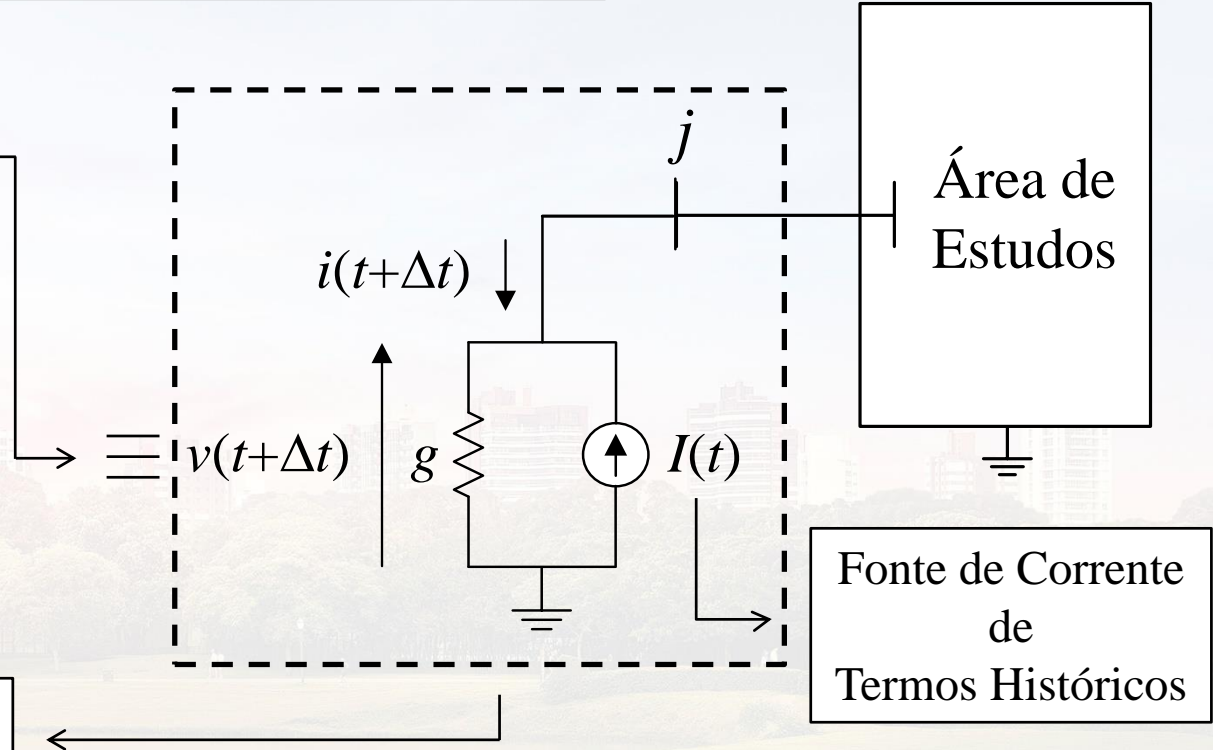 j
Área de
Estudos
i(t+Δt)
v(t+Δt)
g
I(t)
Fonte de Corrente
de
Termos Históricos